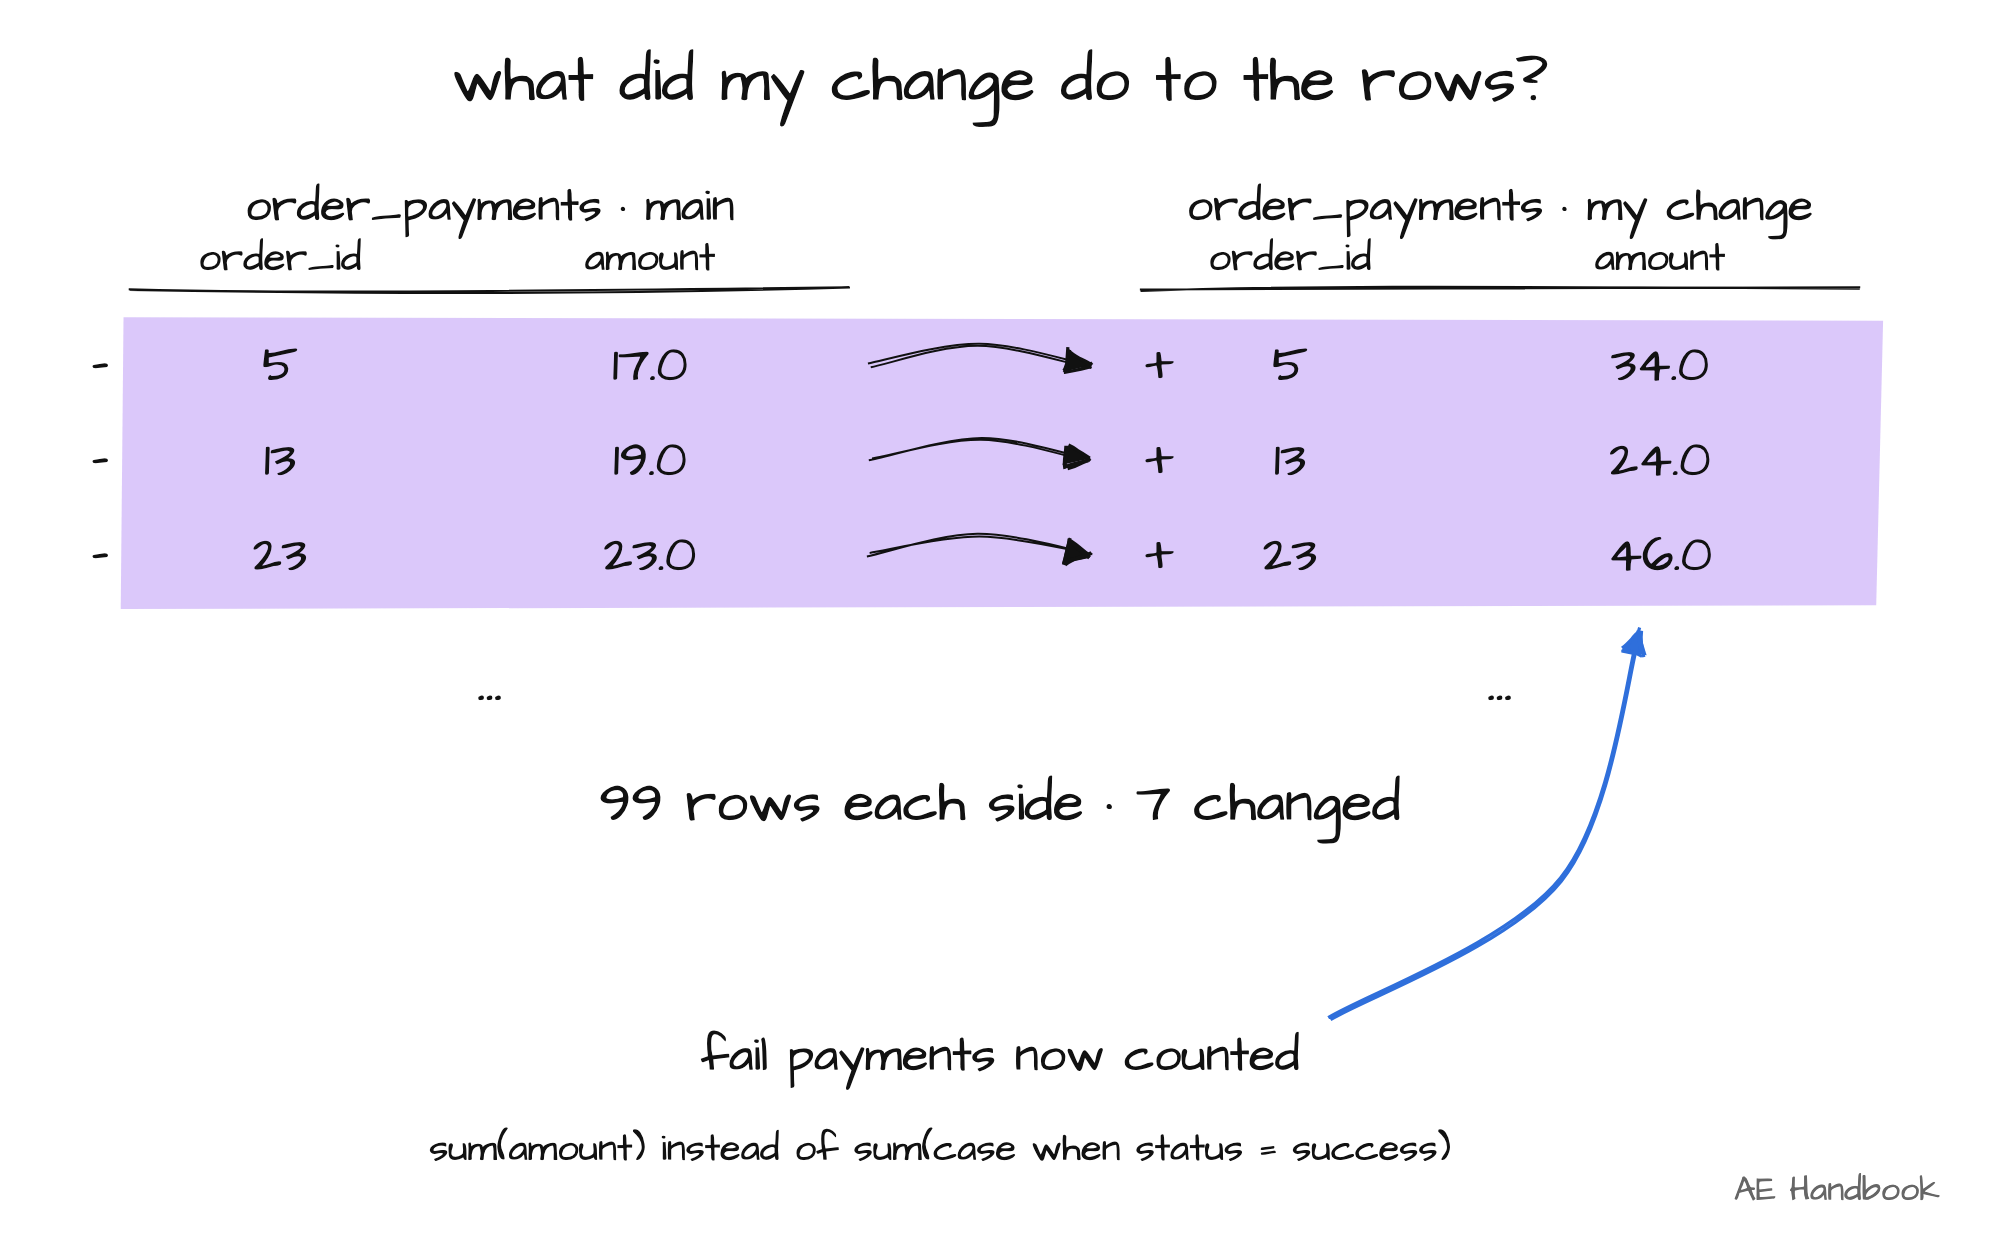 what did my change do to the rows?
order_payments · main order_payments · my change
order_id amount order_id amount
- 5 17.0 + 5 34.0
- 13 19.0 + 13 24.0
- 23 23.0 + 23 46.0
... ...
99 rows each side · 7 changed
fail payments now counted
sum(amount) instead of sum(case when status = success)
AE Handbook